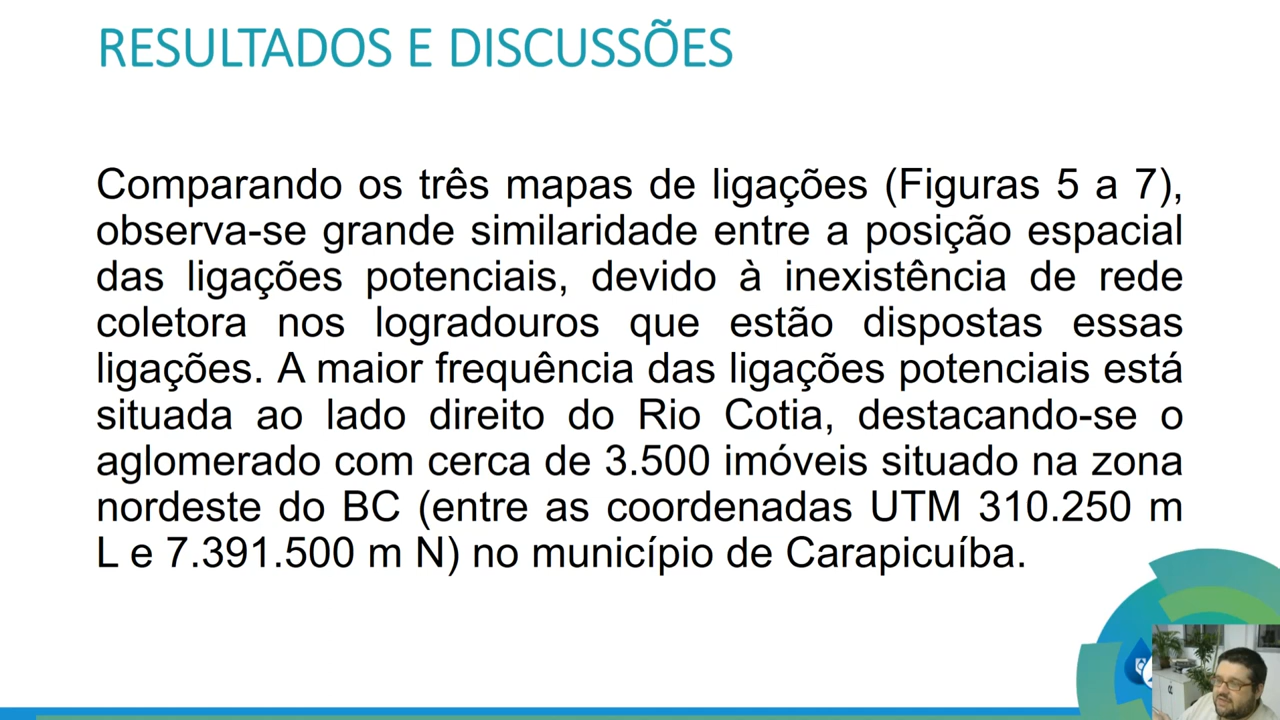 RESULTADOS E DISCUSSÕES
Comparando os três mapas de ligações (Figuras 5 a 7),
observa-se grande similaridade entre a posição espacial
das ligações potenciais, devido à inexistência de rede
coletora nos logradouros que estão dispostas essas
ligações. A maior frequência das ligações potenciais está
situada ao lado direito do Rio Cotia, destacando-se o
aglomerado com cerca de 3.500 imóveis situado na zona
nordeste do BC (entre as coordenadas UTM 310.250 m
L e 7.391.500 m N) no município de Carapicuíba.